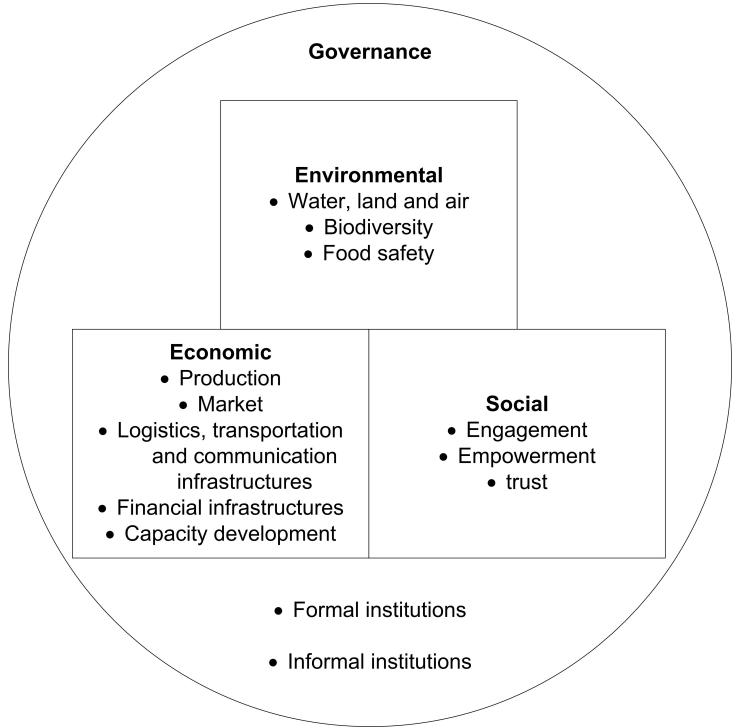 Governance
Environmental
• Water, land and air
• Biodiversity
• Food safety
Economic
• Production
• Market
• Logistics, transportation
and communication
infrastructures
• Financial infrastructures
• Capacity development
Social
• Engagement
• Empowerment
• trust
• Formal institutions
• Informal institutions